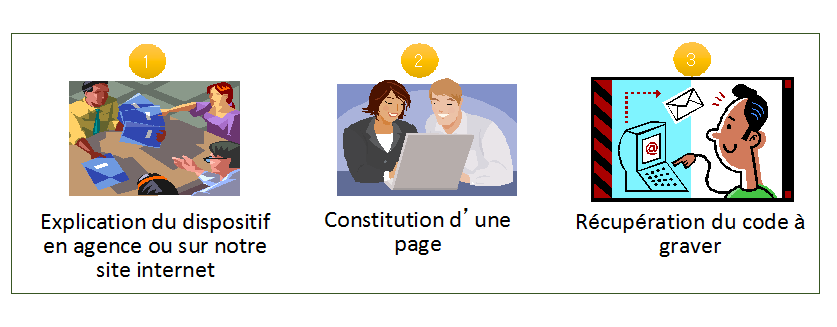 1
2
3
Explication du dispositif
en agence ou sur notre
site internet
Constitution d’ une
page
Récupération du code à
graver
@